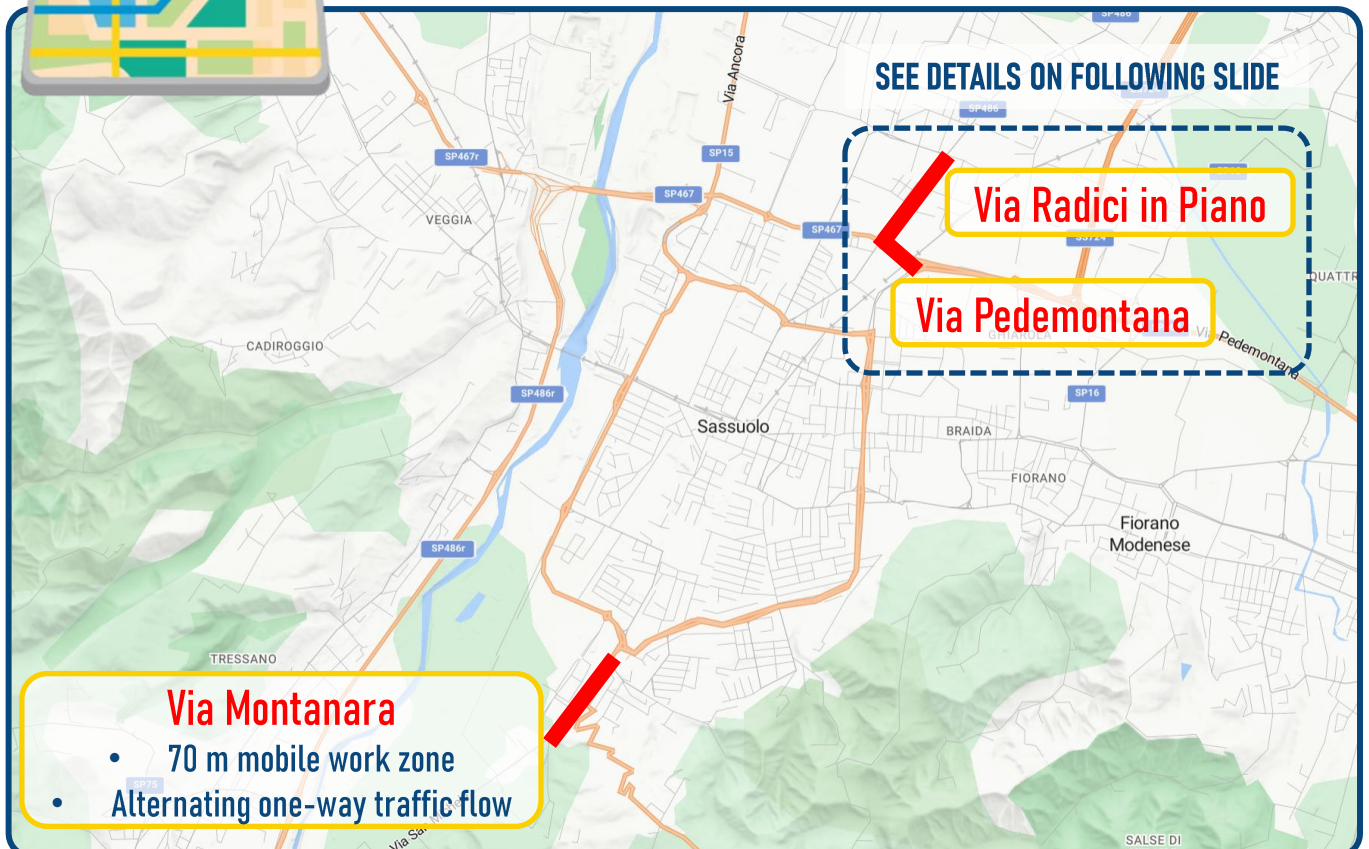 SP486
Via Ancora
SEE DETAILS ON FOLLOWING SLIDE
SP486
SP467r
SP15
SP467
Via Radici in Piano
VEGGIA
SP467
SS724
QUATTR
Via Pedemontana
GHIAROLA
Via Pedemontana
CADIROGGIO
SP486r
SP16
Sassuolo
BRAIDA
FIORANO
Fiorano
Modenese
SP486r
TRESSANO
Via Montanara
• 70 m mobile work zone
SP75
• Alternating one-way traffic flow
SALSE DI